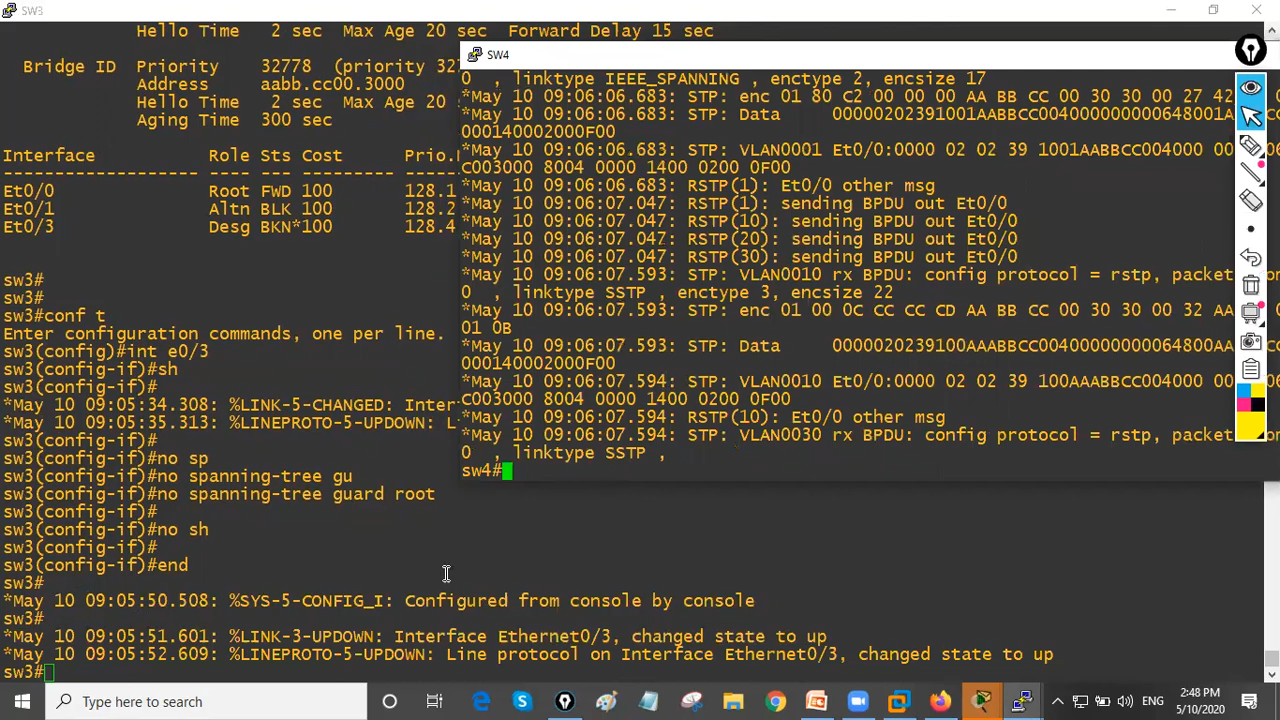 SW3
Hello Time 2 sec Max Age 20 sec Forward Delay 15 sec
Bridge ID Priority 32778 (priority 327
Address aabb.cc00.3000
Hello Time 2 sec Max Age 20
Aging Time 300 sec
Interface Role Sts Cost Prio.N
------------------- ---- --- --------- -----
Et0/0 Root FWD 100 128.1
Et0/1 Altn BLK 100 128.2
Et0/3 Desg BKN*100 128.4
sw3#
sw3#
sw3#conf t
Enter configuration commands, one per line.
sw3(config)#int e0/3
sw3(config-if)#sh
sw3(config-if)#
*May 10 09:05:34.308: %LINK-5-CHANGED: Inter
*May 10 09:05:35.313: %LINEPROTO-5-UPDOWN: L
sw3(config-if)#
sw3(config-if)#no sp
sw3(config-if)#no spanning-tree gu
sw3(config-if)#no spanning-tree guard root
sw3(config-if)#
sw3(config-if)#no sh
sw3(config-if)#
sw3(config-if)#end
sw3#
*May 10 09:05:50.508: %SYS-5-CONFIG_I: Configured from console by console
sw3#
*May 10 09:05:51.601: %LINK-3-UPDOWN: Interface Ethernet0/3, changed state to up
*May 10 09:05:52.609: %LINEPROTO-5-UPDOWN: Line protocol on Interface Ethernet0/3, changed state to up
sw3#
SW4
0 , linktype IEEE_SPANNING , enctype 2, encsize 17
*May 10 09:06:06.683: STP: enc 01 80 C2 00 00 00 AA BB CC 00 30 30 00 27 42
*May 10 09:06:06.683: STP: Data 00000202391001AABBCC00400000000648001AA
000140002000F00
*May 10 09:06:06.683: STP: VLAN0001 Et0/0:0000 02 02 39 1001AABBCC004000 00
C003000 8004 0000 1400 0200 0F00
*May 10 09:06:06.683: RSTP(1): Et0/0 other msg
*May 10 09:06:07.047: RSTP(1): sending BPDU out Et0/0
*May 10 09:06:07.047: RSTP(10): sending BPDU out Et0/0
*May 10 09:06:07.047: RSTP(20): sending BPDU out Et0/0
*May 10 09:06:07.047: RSTP(30): sending BPDU out Et0/0
*May 10 09:06:07.593: STP: VLAN0010 rx BPDU: config protocol = rstp, packet
0 , linktype SSTP , enctype 3, encsize 22
*May 10 09:06:07.593: STP: enc 01 00 0C CC CC CD AA BB CC 00 30 30 00 32 AA
01 0B
*May 10 09:06:07.593: STP: Data 0000020239100AAABBCC0040000000064800AA
000140002000F00
*May 10 09:06:07.594: STP: VLAN0010 Et0/0:0000 02 02 39 100AAABBCC004000 00
C003000 8004 0000 1400 0200 0F00
*May 10 09:06:07.594: RSTP(10): Et0/0 other msg
*May 10 09:06:07.594: STP: VLAN0030 rx BPDU: config protocol = rstp, packet
0 , linktype SSTP ,
sw4#
Type here to search
ENG
2:48 PM
5/10/2020